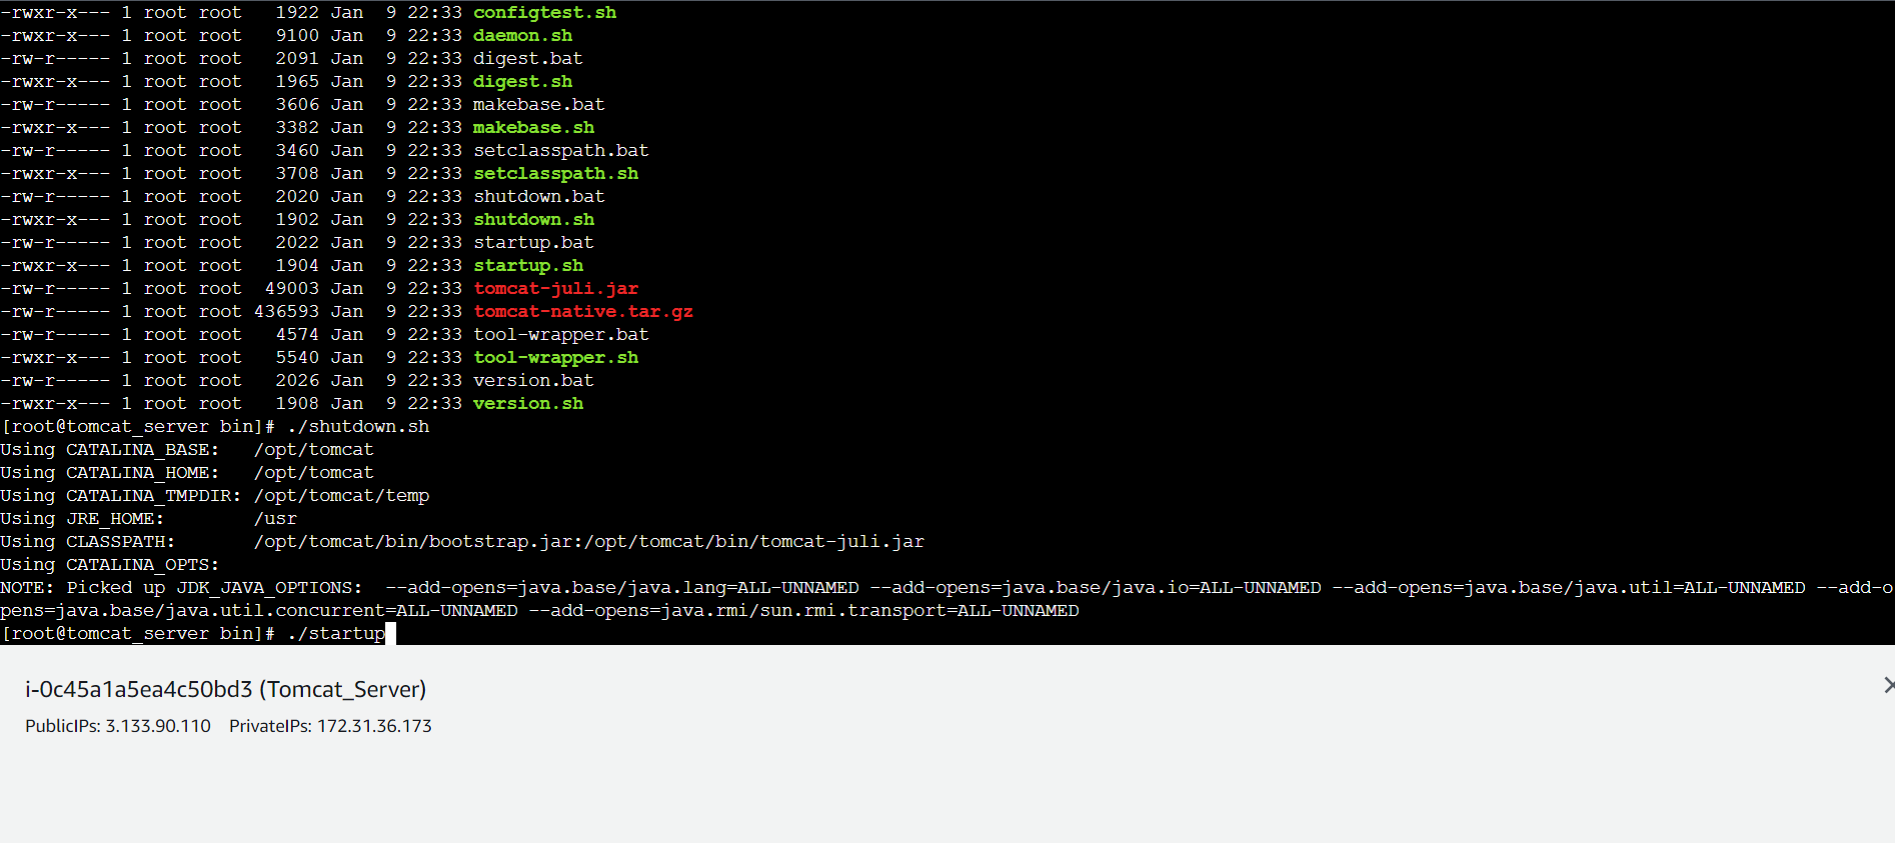 -rwxr-x--- 1 root root   1922 Jan  9 22:33 configtest.sh
-rwxr-x--- 1 root root   9100 Jan  9 22:33 daemon.sh
-rw-r----- 1 root root   2091 Jan  9 22:33 digest.bat
-rwxr-x--- 1 root root   1965 Jan  9 22:33 digest.sh
-rw-r----- 1 root root   3606 Jan  9 22:33 makebase.bat
-rwxr-x--- 1 root root   3382 Jan  9 22:33 makebase.sh
-rw-r----- 1 root root   3460 Jan  9 22:33 setclasspath.bat
-rwxr-x--- 1 root root   3708 Jan  9 22:33 setclasspath.sh
-rw-r----- 1 root root   2020 Jan  9 22:33 shutdown.bat
-rwxr-x--- 1 root root   1902 Jan  9 22:33 shutdown.sh
-rw-r----- 1 root root   2022 Jan  9 22:33 startup.bat
-rwxr-x--- 1 root root   1904 Jan  9 22:33 startup.sh
-rw-r----- 1 root root  49003 Jan  9 22:33 tomcat-juli.jar
-rw-r----- 1 root root 436593 Jan  9 22:33 tomcat-native.tar.gz
-rw-r----- 1 root root   4574 Jan  9 22:33 tool-wrapper.bat
-rwxr-x--- 1 root root   5540 Jan  9 22:33 tool-wrapper.sh
-rw-r----- 1 root root   2026 Jan  9 22:33 version.bat
-rwxr-x--- 1 root root   1908 Jan  9 22:33 version.sh
[root@tomcat_server bin]# ./shutdown.sh
Using CATALINA_BASE:   /opt/tomcat
Using CATALINA_HOME:   /opt/tomcat
Using CATALINA_TMPDIR: /opt/tomcat/temp
Using JRE_HOME:        /usr
Using CLASSPATH:       /opt/tomcat/bin/bootstrap.jar:/opt/tomcat/bin/tomcat-juli.jar
Using CATALINA_OPTS:
NOTE: Picked up JDK_JAVA_OPTIONS:  --add-opens=java.base/java.lang=ALL-UNNAMED --add-opens=java.base/java.io=ALL-UNNAMED --add-opens=java.base/java.util=ALL-UNNAMED --add-o
pens=java.base/java.util.concurrent=ALL-UNNAMED --add-opens=java.rmi/sun.rmi.transport=ALL-UNNAMED
[root@tomcat_server bin]# ./startup
i-0c45a1a5ea4c50bd3 (Tomcat_Server)
PublicIPs: 3.133.90.110   PrivateIPs: 172.31.36.173